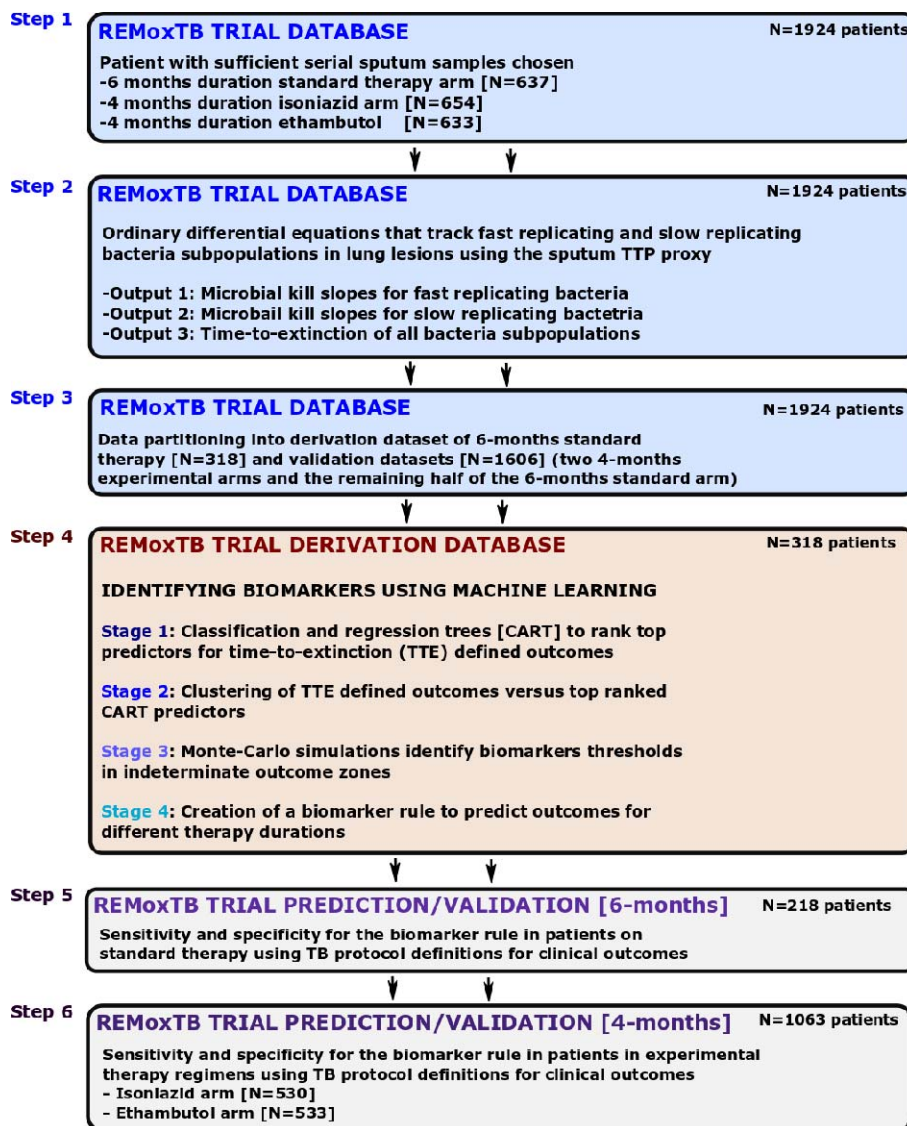 Step 1
REMoxTB TRIAL DATABASE
N=1924 patients
Patient with sufficient serial sputum samples chosen
-6 months duration standard therapy arm [N=637]
-4 months duration isoniazid arm [N=654]
-4 months duration ethambutol [N=633]
Step 2
REMoxTB TRIAL DATABASE
N=1924 patients
Ordinary differential equations that track fast replicating and slow replicating
bacteria subpopulations in lung lesions using the sputum TTP proxy
-Output 1: Microbial kill slopes for fast replicating bacteria
-Output 2: Microbail kill slopes for slow replicating bactetria
-Output 3: Time-to-extinction of all bacteria subpopulations
Step 3
REMoxTB TRIAL DATABASE
N=1924 patients
Data partitioning into derivation dataset of 6-months standard
therapy [N=318] and validation datasets [N=1606] (two 4-months
experimental arms and the remaining half of the 6-months standard arm)
Step 4
REMoxTB TRIAL DERIVATION DATABASE
N=318 patients
IDENTIFYING BIOMARKERS USING MACHINE LEARNING
Stage 1: Classification and regression trees [CART] to rank top
predictors for time-to-extinction (TTE) defined outcomes
Stage 2: Clustering of TTE defined outcomes versus top ranked
CART predictors
Stage 3: Monte-Carlo simulations identify biomarkers thresholds
in indeterminate outcome zones
Stage 4: Creation of a biomarker rule to predict outcomes for
different therapy durations
Step 5
REMoxTB TRIAL PREDICTION/VALIDATION [6-months]
N=218 patients
Sensitivity and specificity for the biomarker rule in patients on
standard therapy using TB protocol definitions for clinical outcomes
Step 6
REMoxTB TRIAL PREDICTION/VALIDATION [4-months]
N=1063 patients
Sensitivity and specificity for the biomarker rule in patients in experimental
therapy regimens using TB protocol definitions for clinical outcomes
- Isoniazid arm [N=530]
- Ethambutol arm [N=533]